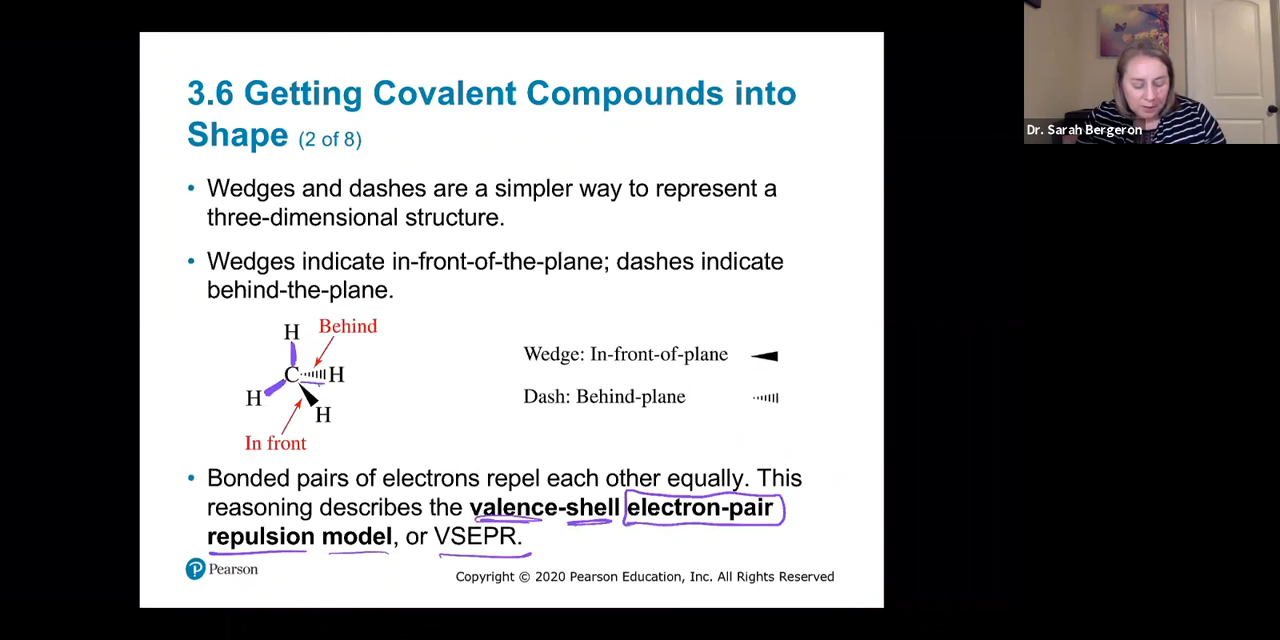 3.6 Getting Covalent Compounds into
Shape (2 of 8)
• Wedges and dashes are a simpler way to represent a
three-dimensional structure.
• Wedges indicate in-front-of-the-plane; dashes indicate
behind-the-plane.
H
Behind
C
H
H
H
In front
Wedge: In-front-of-plane
Dash: Behind-plane
• Bonded pairs of electrons repel each other equally. This
reasoning describes the valence-shell electron-pair
repulsion model, or VSEPR.
P Pearson
Copyright © 2020 Pearson Education, Inc. All Rights Reserved
Dr. Sarah Bergeron